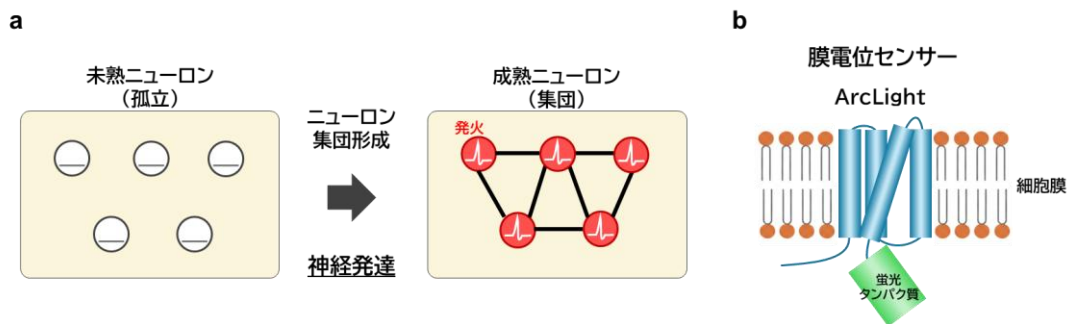 a
未熟ニューロン
（孤立）
ニューロン
集団形成
神経発達
成熟ニューロン
（集団）
発火
b
膜電位センサー
ArcLight
細胞膜
蛍光
タンパク質